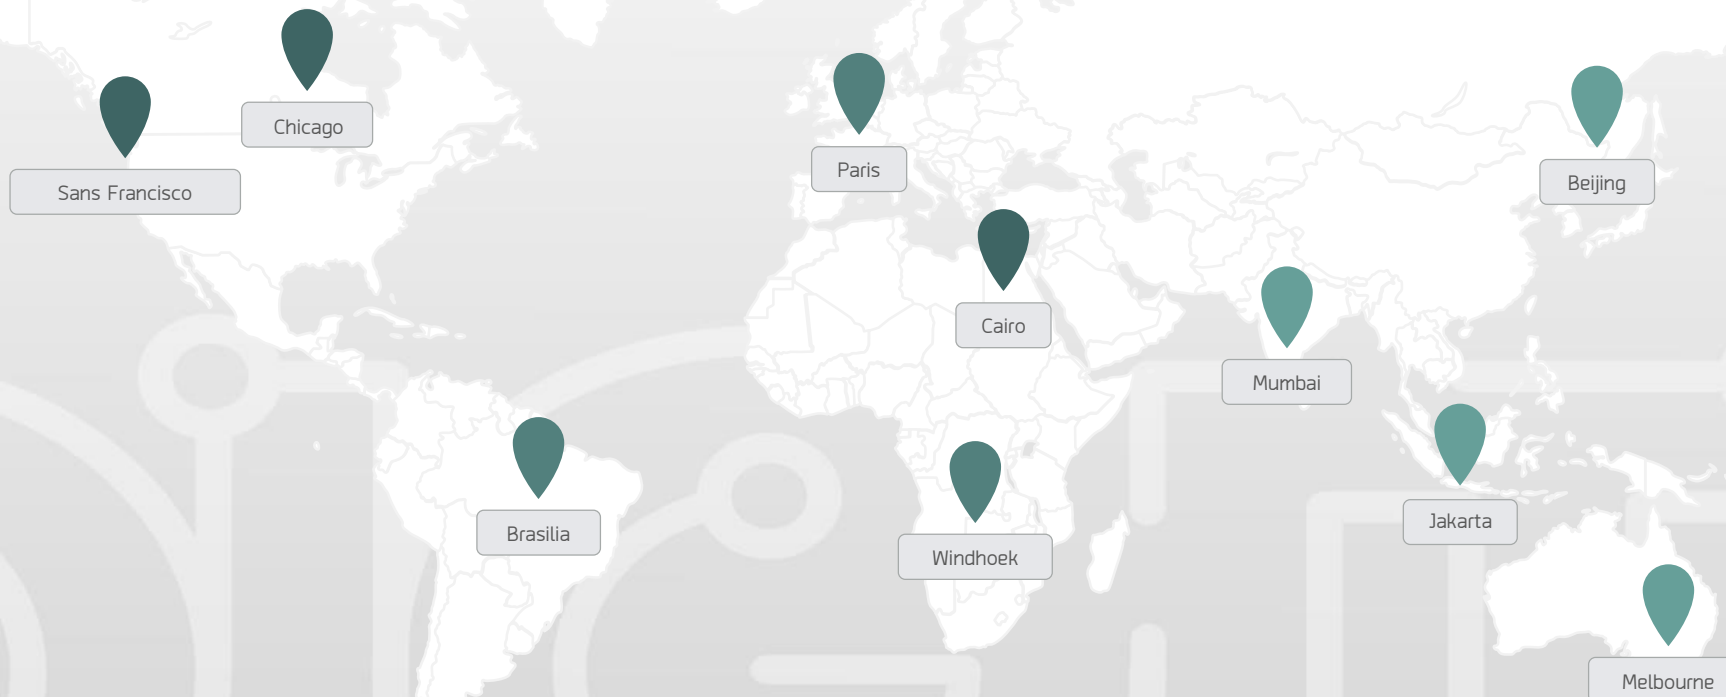 Chicago
Sans Francisco
Paris
Beijing
Cairo
Mumbai
Brasilia
Jakarta
Windhoek
Melbourne